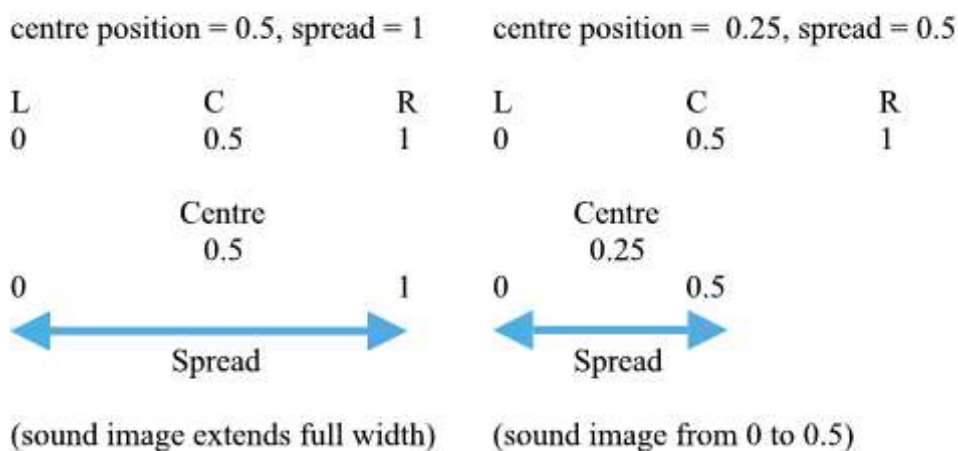 centre position = 0.5, spread = 1
L C R
0 0.5 1
Centre
0.5
0 1
Spread
(sound image extends full width)
centre position = 0.25, spread = 0.5
L C R
0 0.5 1
Centre
0.25
0 0.5
Spread
(sound image from 0 to 0.5)